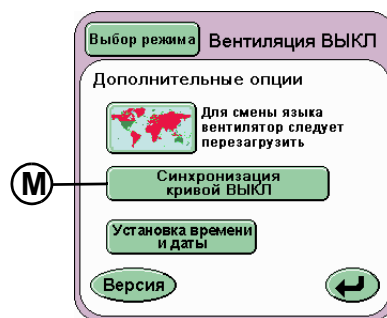 Выбор режима
Вентиляция ВЫКЛ
Дополнительные опции
Для смены языка
вентилятор следует
перезагрузить
M
Синхронизация
кривой ВЫКЛ
Установка времени
и даты
Версия